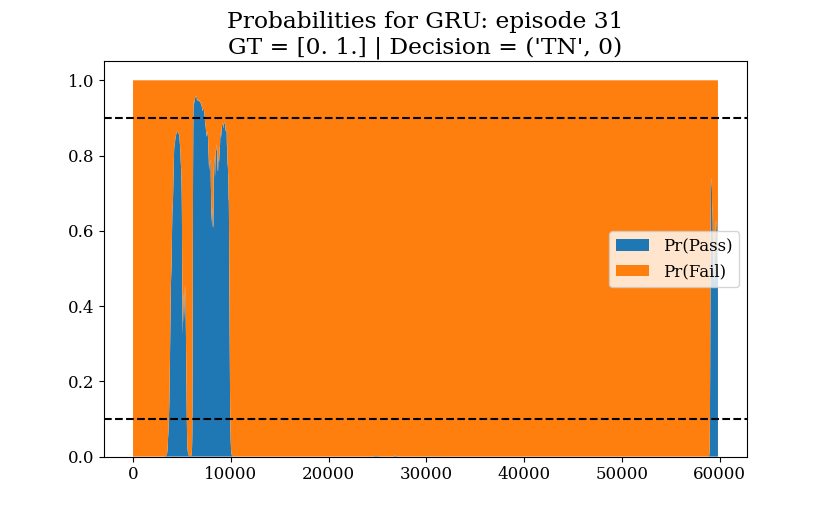 Probabilities for GRU: episode 31
GT = [0. 1.] | Decision = ('TN', 0)
1.0
0.8
0.6
0.4
0.2
0.0
Pr(Pass)
Pr(Fail)
0 10000 20000 30000 40000 50000 60000